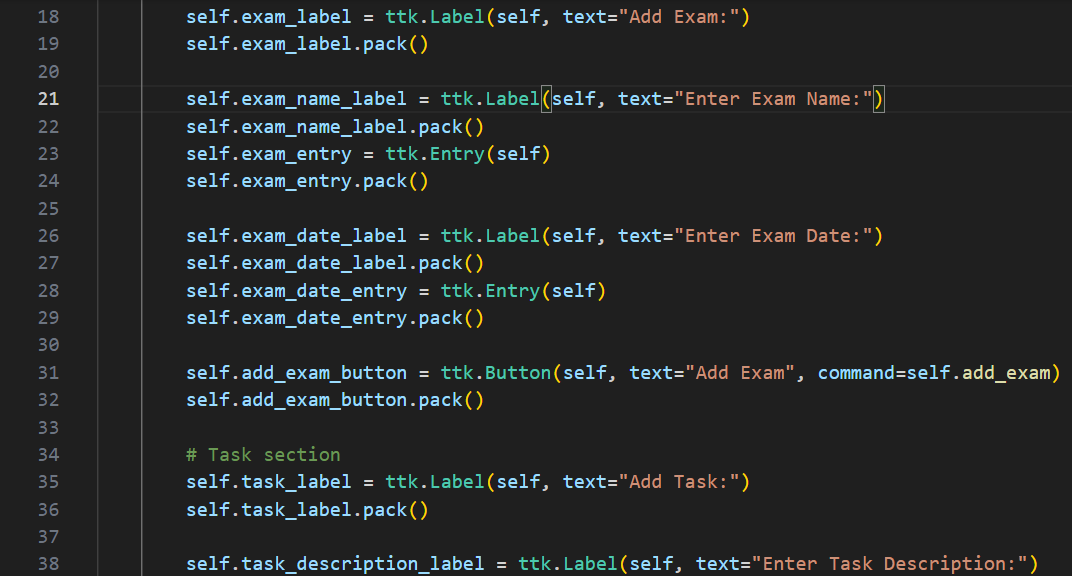 18 self.exam_label = ttk.Label(self, text="Add Exam:")
19 self.exam_label.pack()
20
21 self.exam_name_label = ttk.Label(self, text="Enter Exam Name:")
22 self.exam_name_label.pack()
23 self.exam_entry = ttk.Entry(self)
24 self.exam_entry.pack()
25
26 self.exam_date_label = ttk.Label(self, text="Enter Exam Date:")
27 self.exam_date_label.pack()
28 self.exam_date_entry = ttk.Entry(self)
29 self.exam_date_entry.pack()
30
31 self.add_exam_button = ttk.Button(self, text="Add Exam", command=self.add_exam)
32 self.add_exam_button.pack()
33
34 # Task section
35 self.task_label = ttk.Label(self, text="Add Task:")
36 self.task_label.pack()
37
38 self.task_description_label = ttk.Label(self, text="Enter Task Description:")